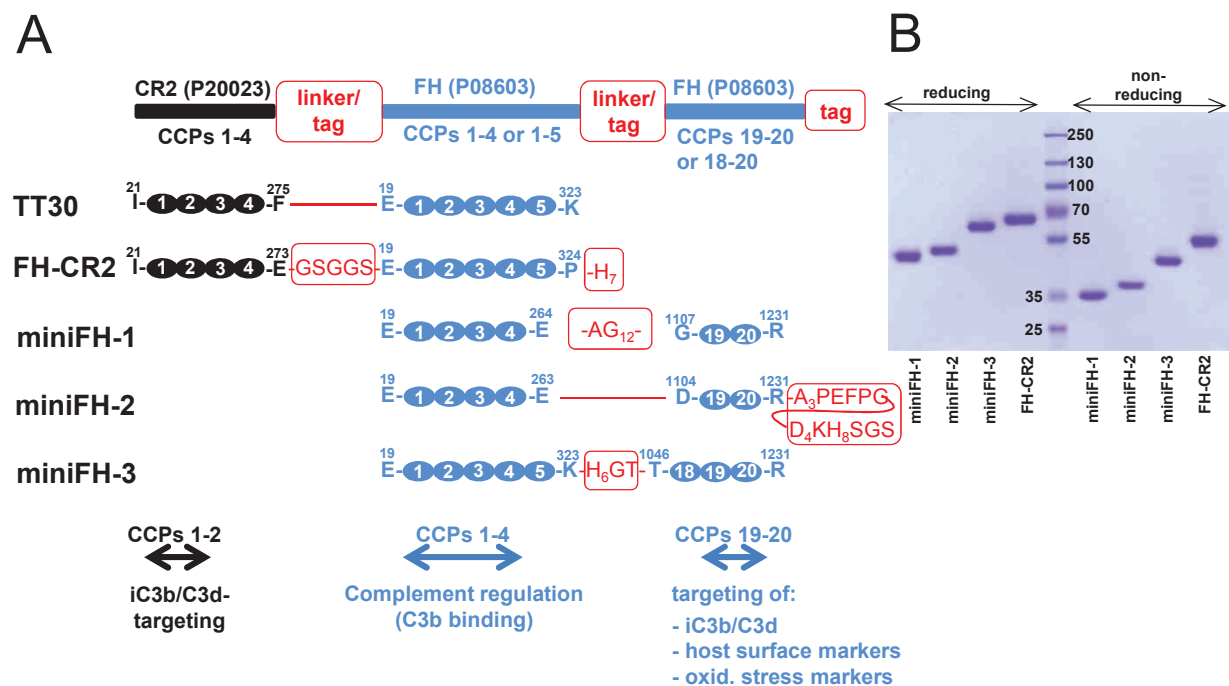 A
CR2 (P20023)
CCPs 1-4
linker/
tag
FH (P08603)
CCPs 1-4 or 1-5
linker/
tag
FH (P08603)
CCPs 19-20
or 18-20
tag
TT30
21 275 19 323
I- 1 2 3 4 -F E- 1 2 3 4 5 -K
FH-CR2
21 273 19 324
I- 1 2 3 4 -E -GSGGS- E- 1 2 3 4 5 -P -H7
miniFH-1
19 264 1107 1231
E- 1 2 3 4 -E -AG12- G- 19 20 -R
miniFH-2
19 263 1104 1231
E- 1 2 3 4 -E D- 19 20 -R -A3PEFPG
D4KH8SGS
miniFH-3
19 323 1046 1231
E- 1 2 3 4 5 -K -H6GT- T- 18 19 20 -R
CCPs 1-2
iC3b/C3d-
targeting
CCPs 1-4
Complement regulation
(C3b binding)
CCPs 19-20
targeting of:
- iC3b/C3d
- host surface markers
- oxid. stress markers
B
reducing
non-
reducing
250
130
100
70
55
35
25
miniFH-1
miniFH-2
miniFH-3
FH-CR2
miniFH-1
miniFH-2
miniFH-3
FH-CR2